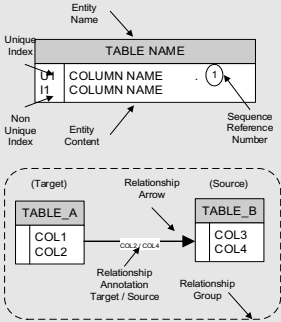 Entity
Name
Unique
Index
TABLE NAME
U1 COLUMN NAME . 1
I1 COLUMN NAME
Non
Unique
Index
Entity
Content
Sequence
Reference
Number
(Target)
Relationship
Arrow
(Source)
TABLE_A
TABLE_B
COL1
COL2
COL2 / COL4
COL3
COL4
Relationship
Annotation
Target / Source
Relationship
Group